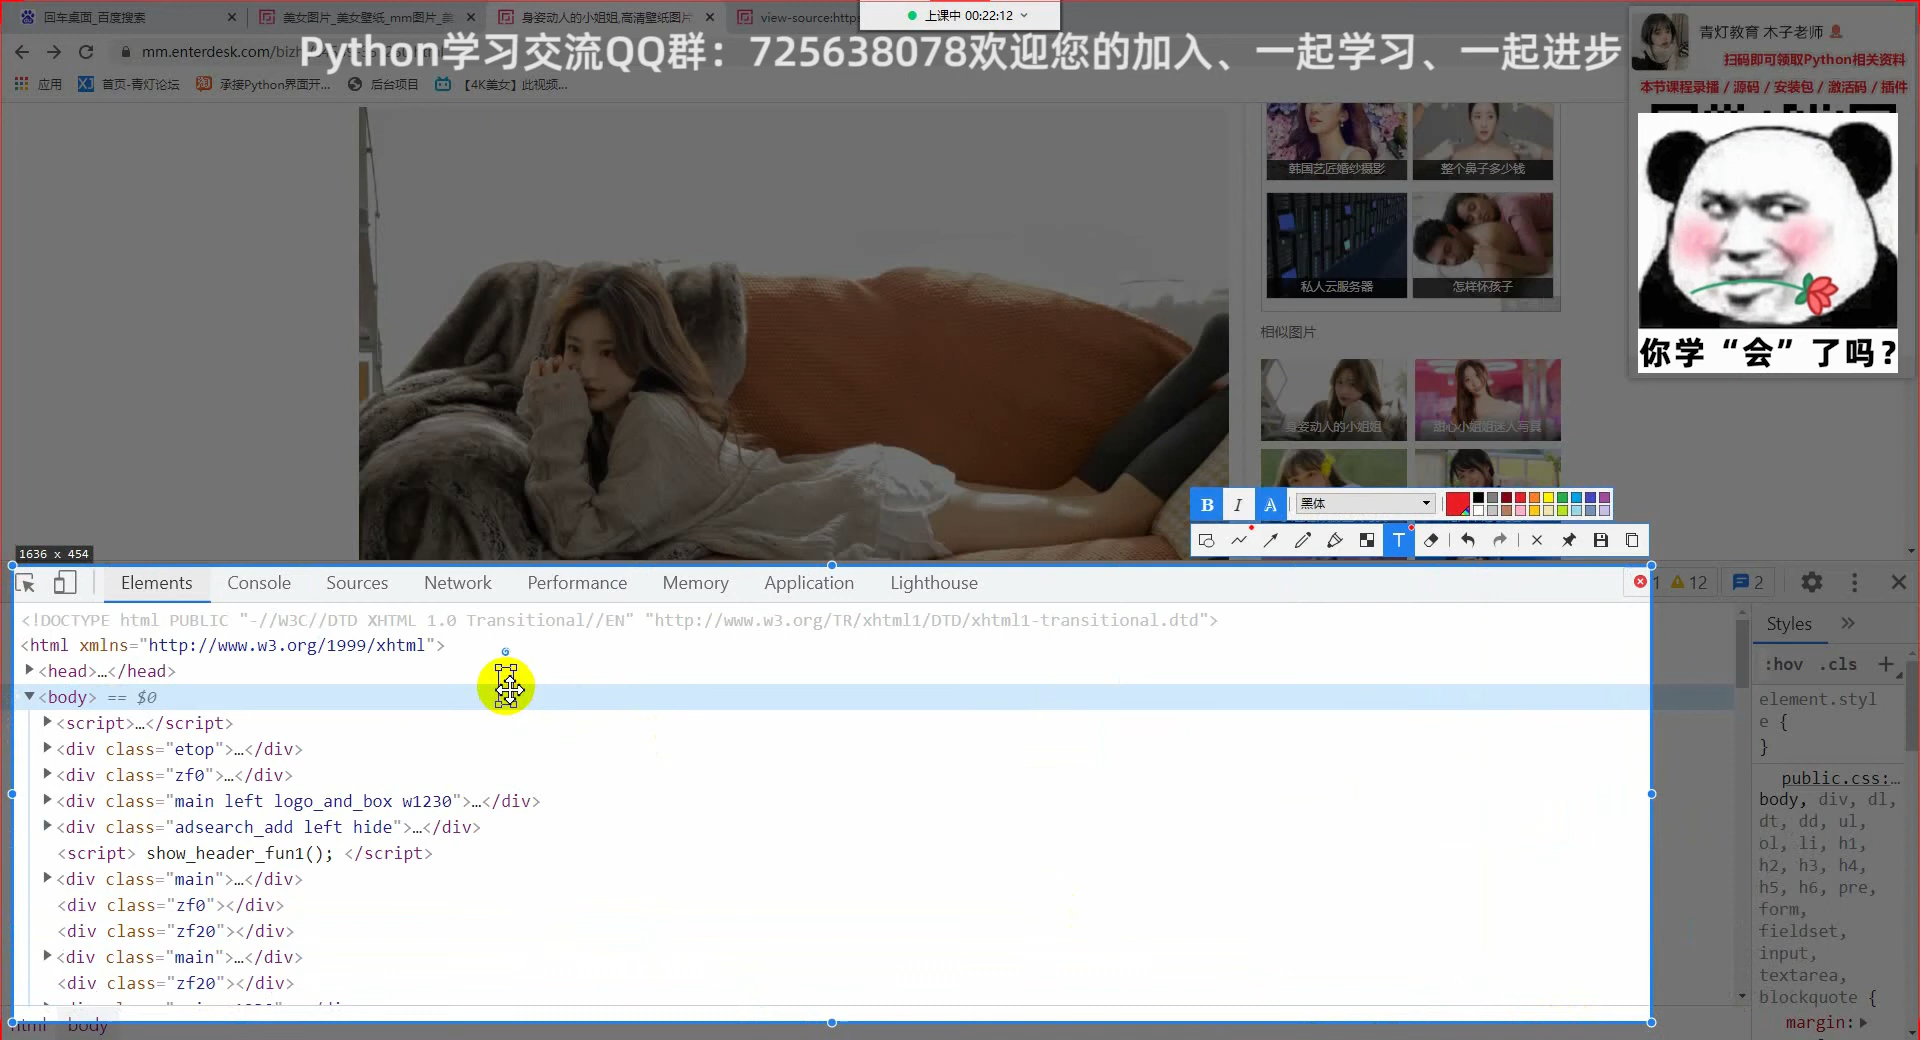 回车桌面_百度搜索
美女图片_美女壁纸_mm图片_美
身姿动人的小姐姐,高清壁纸图片
view-source:https
上课中 00:22:12
mm.enterdesk.com/bizhi
Python学习交流QQ群：725638078欢迎您的加入、一起学习、一起进步
应用
首页-青灯论坛
承接Python界面开...
后台项目
【4K美女】此视频...
青灯教育 木子老师
扫码即可领取Python相关资料
本节课程录播 / 源码 / 安装包 / 激活码 / 插件
你学“会”了吗?
韩国艺匠婚纱摄影
整个鼻子多少钱
私人云服务器
怎样怀孩子
相似图片
身姿动人的小姐姐
甜心小姐姐迷人写真
B
I
A
黑体
T
1636 x 454
Elements
Console
Sources
Network
Performance
Memory
Application
Lighthouse
1
12
2
<!DOCTYPE html PUBLIC "-//W3C//DTD XHTML 1.0 Transitional//EN" "http://www.w3.org/TR/xhtml1/DTD/xhtml1-transitional.dtd">
<html xmlns="http://www.w3.org/1999/xhtml">
<head>…</head>
<body> == $0
<script>…</script>
<div class="etop">…</div>
<div class="zf0">…</div>
<div class="main left logo_and_box w1230">…</div>
<div class="adsearch_add left hide">…</div>
<script> show_header_fun1(); </script>
<div class="main">…</div>
<div class="zf0"></div>
<div class="zf20"></div>
<div class="main">…</div>
<div class="zf20"></div>
html
body
Styles
:hov
.cls
element.styl
e {
}
public.css:…
body, div, dl,
dt, dd, ul,
ol, li, h1,
h2, h3, h4,
h5, h6, pre,
form,
fieldset,
input,
textarea,
blockquote {
margin: